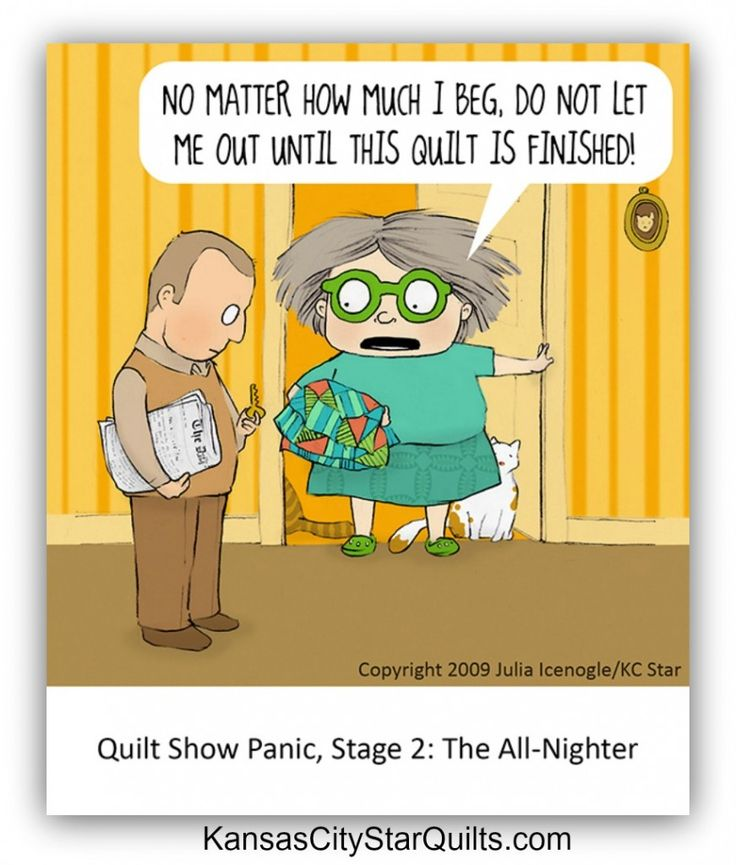 NO MATTER HOW MUCH I BEG, DO NOT LET
ME OUT UNTIL THIS QUILT IS FINISHED!
The
Copyright 2009 Julia Icenogle/KC Star
Quilt Show Panic, Stage 2: The All-Nighter
KansasCityStarQuilts.com